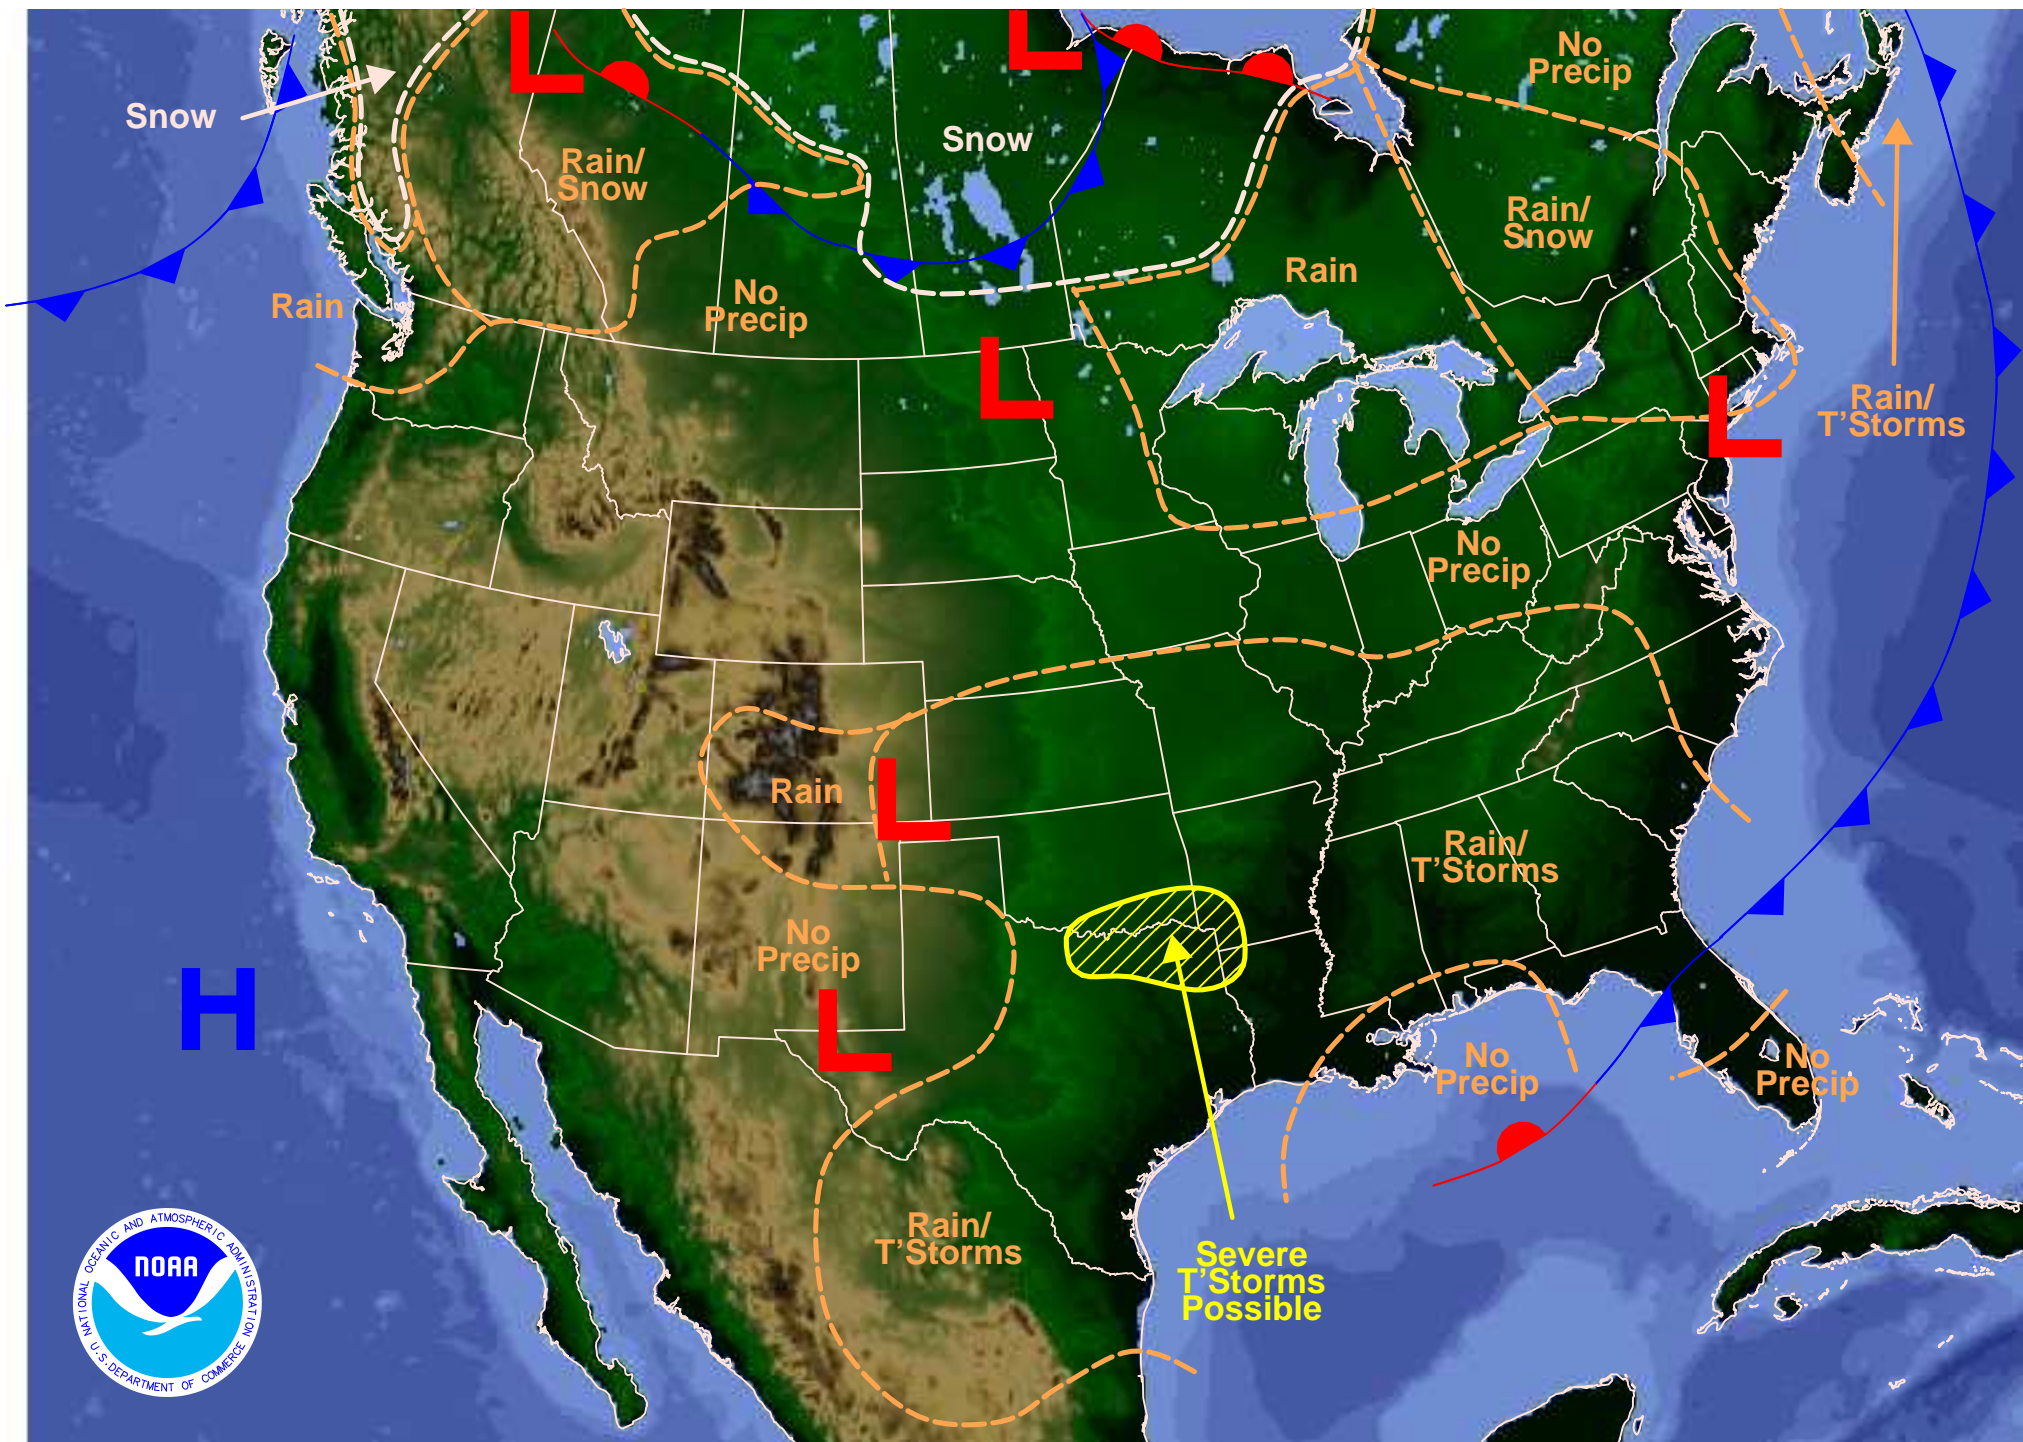 No
Precip
L
L
Snow
Snow
Rain/
Snow
Rain/
Snow
Rain
Rain
No
Precip
L
L
Rain/
T'Storms
No
Precip
Rain
L
Rain/
T'Storms
No
Precip
H
L
No
Precip
No
Precip
Rain/
T'Storms
Severe
T'Storms
Possible
NATIONAL OCEANIC AND ATMOSPHERIC ADMINISTRATION
NOAA
U.S. DEPARTMENT OF COMMERCE